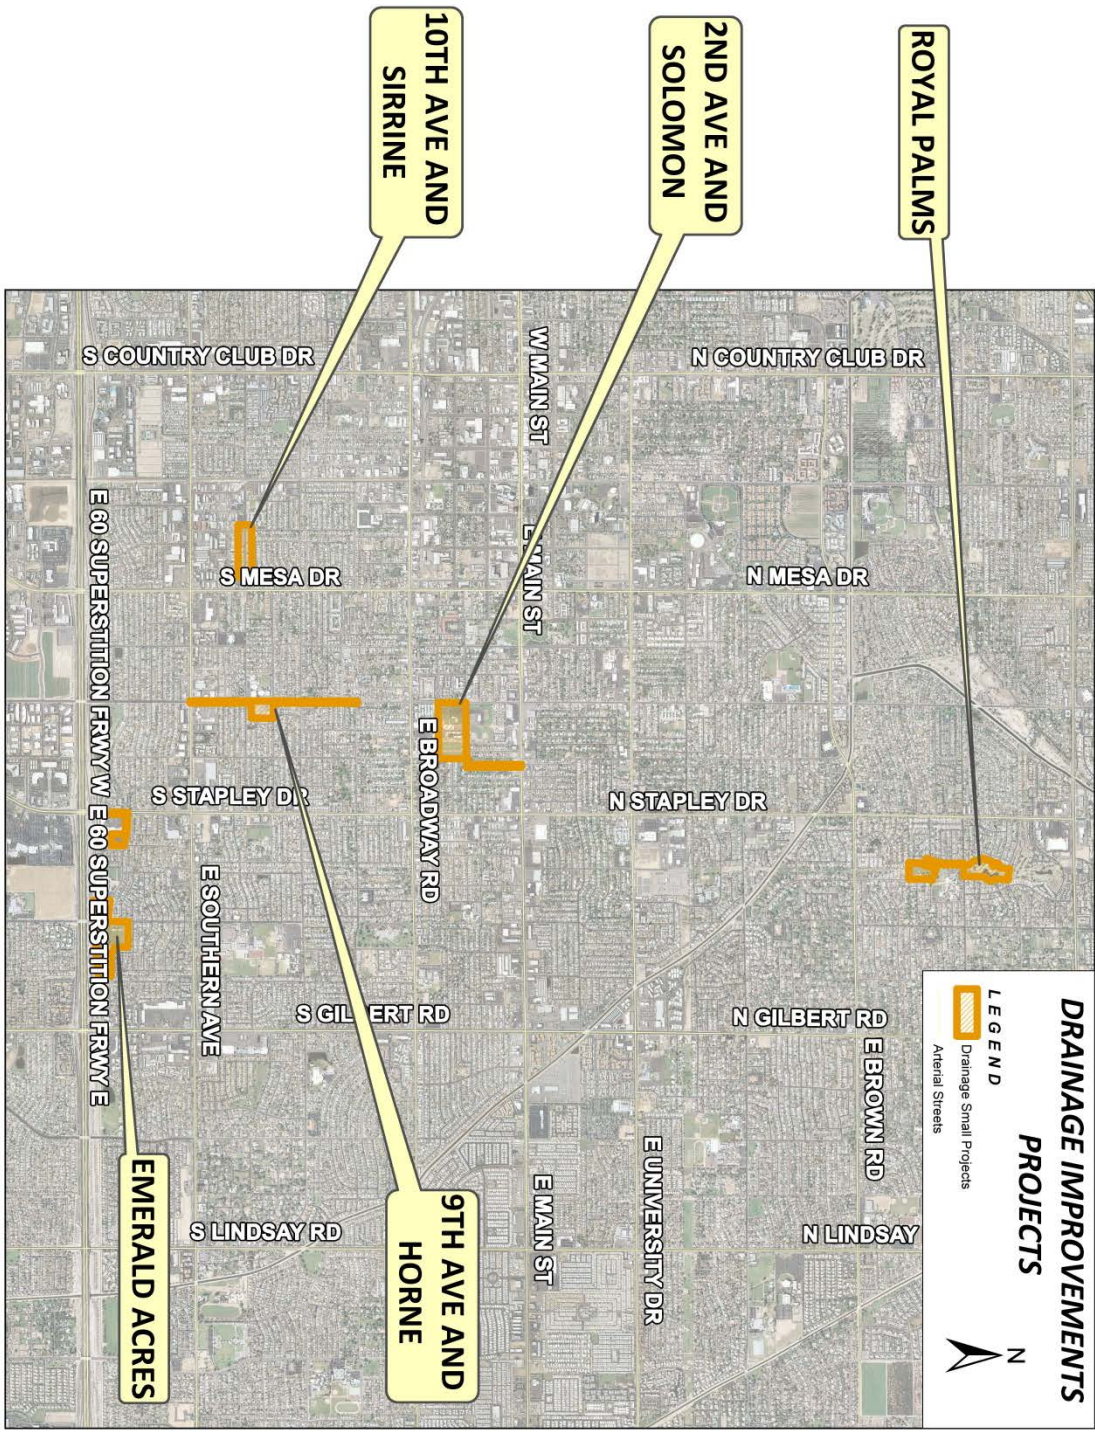 DRAINAGE IMPROVEMENTS
PROJECTS
LEGEND
Drainage Small Projects
Arterial Streets
N
ROYAL PALMS
2ND AVE AND
SOLOMON
10TH AVE AND
SIRRINE
9TH AVE AND
HORNE
EMERALD ACRES
N COUNTRY CLUB DR
S COUNTRY CLUB DR
W MAIN ST
E MAIN ST
N MESA DR
S MESA DR
N STAPLEY DR
S STAPLEY DR
E BROADWAY RD
E SOUTHERN AVE
E 60 SUPERSTITION FRWY W
E 60 SUPERSTITION FRWY E
N GILBERT RD
S GILBERT RD
E BROWN RD
E UNIVERSITY DR
E MAIN ST
N LINDSAY
S LINDSAY RD